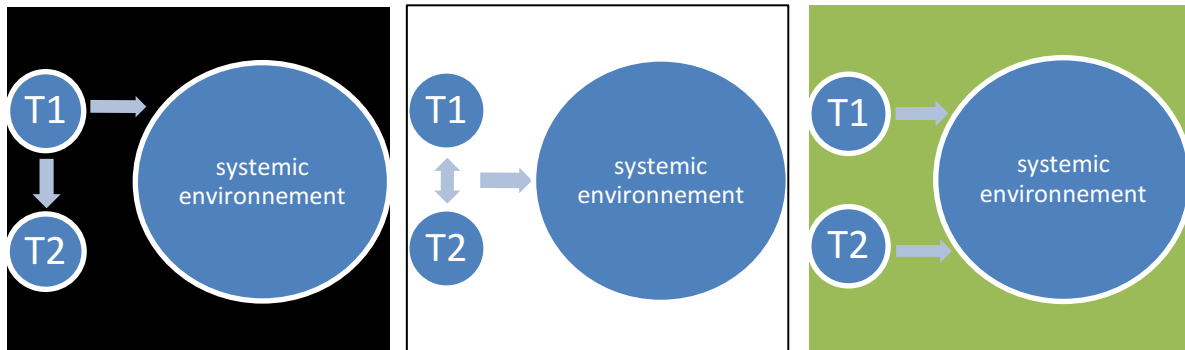 T1
systemic
environnement
T2
T1
systemic
environnement
T2
T1
systemic
environnement
T2